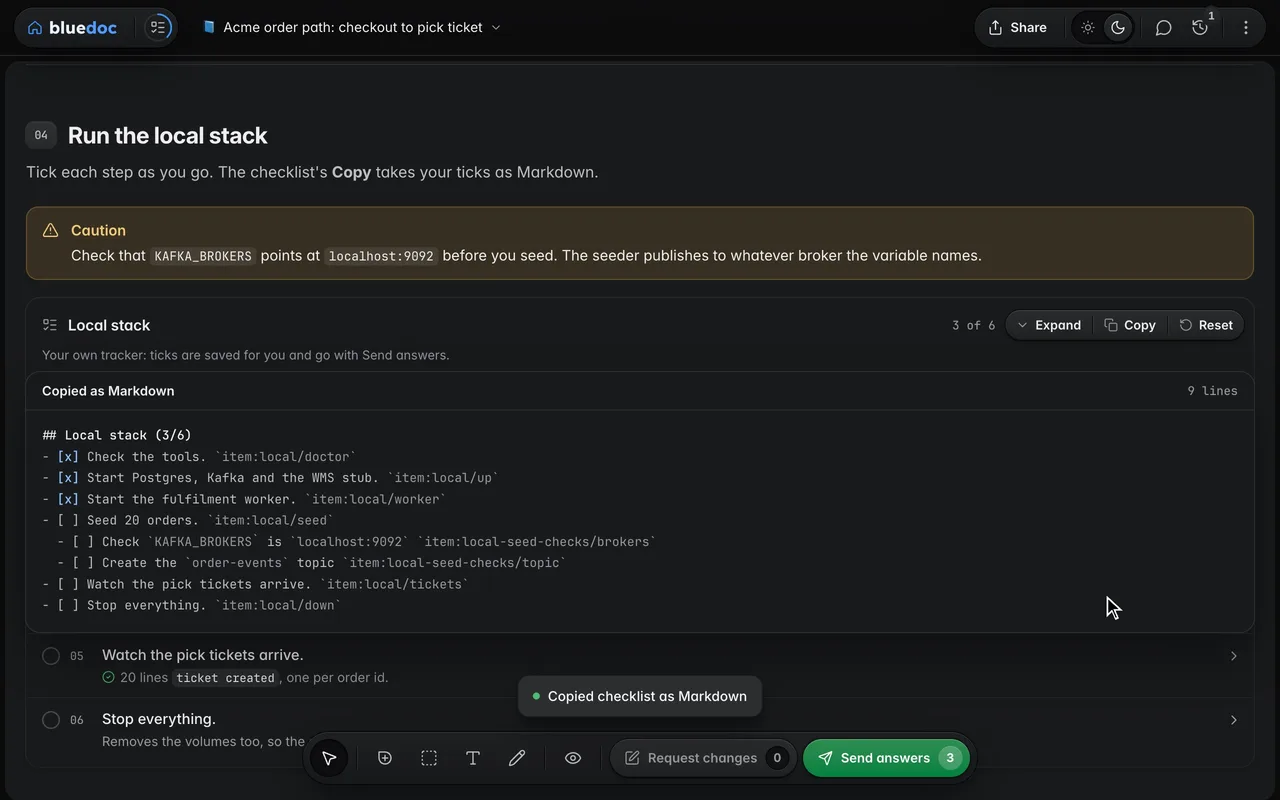 bluedoc
Acme order path: checkout to pick ticket
Share
1
04
Run the local stack
Tick each step as you go. The checklist's Copy takes your ticks as Markdown.
Caution
Check that KAFKA_BROKERS points at localhost:9092 before you seed. The seeder publishes to whatever broker the variable names.
Local stack
3 of 6
Expand
Copy
Reset
Your own tracker: ticks are saved for you and go with Send answers.
Copied as Markdown
9 lines
## Local stack (3/6)
- [x] Check the tools. `item:local/doctor`
- [x] Start Postgres, Kafka and the WMS stub. `item:local/up`
- [x] Start the fulfilment worker. `item:local/worker`
- [ ] Seed 20 orders. `item:local/seed`
  - [ ] Check `KAFKA_BROKERS` is `localhost:9092` `item:local-seed-checks/brokers`
  - [ ] Create the `order-events` topic `item:local-seed-checks/topic`
- [ ] Watch the pick tickets arrive. `item:local/tickets`
- [ ] Stop everything. `item:local/down`
05 Watch the pick tickets arrive.
20 lines ticket created, one per order id.
Copied checklist as Markdown
06 Stop everything.
Removes the volumes too, so the
Request changes 0
Send answers 3